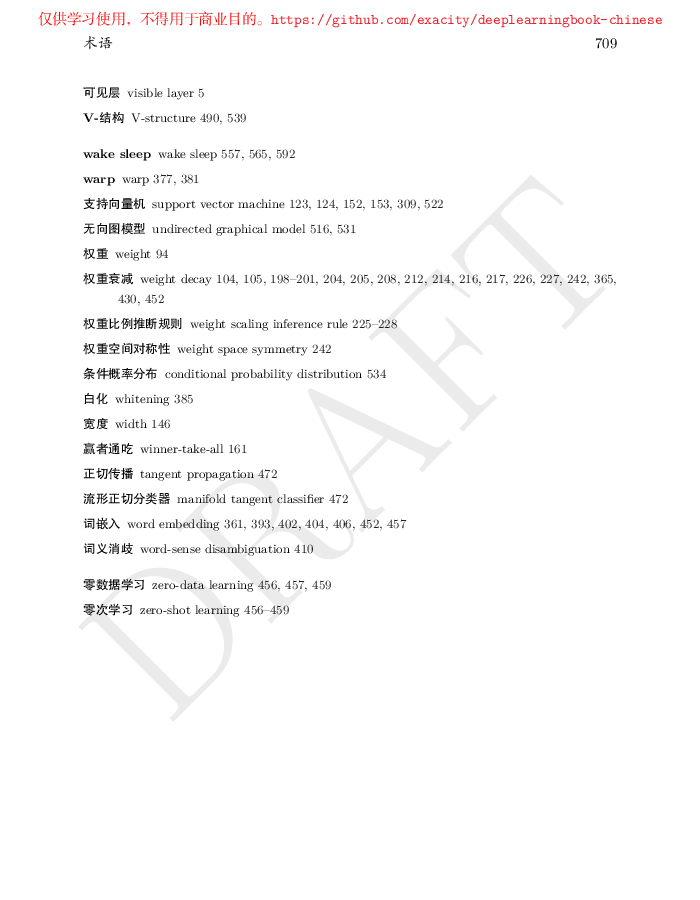 仅供学习使用，不得用于商业目的。https://github.com/exacity/deeplearningbook-chinese
术语 709
可见层 visible layer 5
V-结构 V-structure 490, 539
wake sleep wake sleep 557, 565, 592
warp warp 377, 381
支持向量机 support vector machine 123, 124, 152, 153, 309, 522
无向图模型 undirected graphical model 516, 531
权重 weight 94
权重衰减 weight decay 104, 105, 198–201, 204, 205, 208, 212, 214, 216, 217, 226, 227, 242, 365,
430, 452
权重比例推断规则 weight scaling inference rule 225–228
权重空间对称性 weight space symmetry 242
条件概率分布 conditional probability distribution 534
白化 whitening 385
宽度 width 146
赢者通吃 winner-take-all 161
正切传播 tangent propagation 472
流形正切分类器 manifold tangent classifier 472
词嵌入 word embedding 361, 393, 402, 404, 406, 452, 457
词义消歧 word-sense disambiguation 410
零数据学习 zero-data learning 456, 457, 459
零次学习 zero-shot learning 456–459
DRAFT